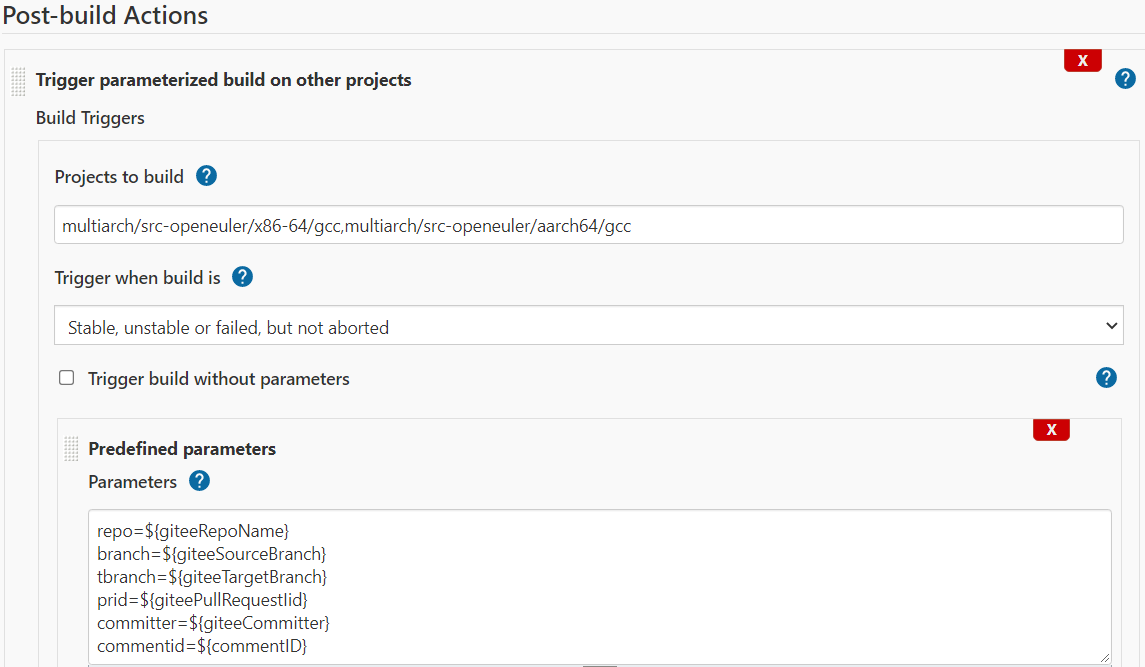 Post-build Actions
X
Trigger parameterized build on other projects
?
Build Triggers
Projects to build ?
multiarch/src-openeuler/x86-64/gcc,multiarch/src-openeuler/aarch64/gcc
Trigger when build is ?
Stable, unstable or failed, but not aborted
Trigger build without parameters ?
X
Predefined parameters
Parameters ?
repo=${giteeRepoName}
branch=${giteeSourceBranch}
tbranch=${giteeTargetBranch}
prid=${giteePullRequestIid}
committer=${giteeCommitter}
commentid=${commentID}